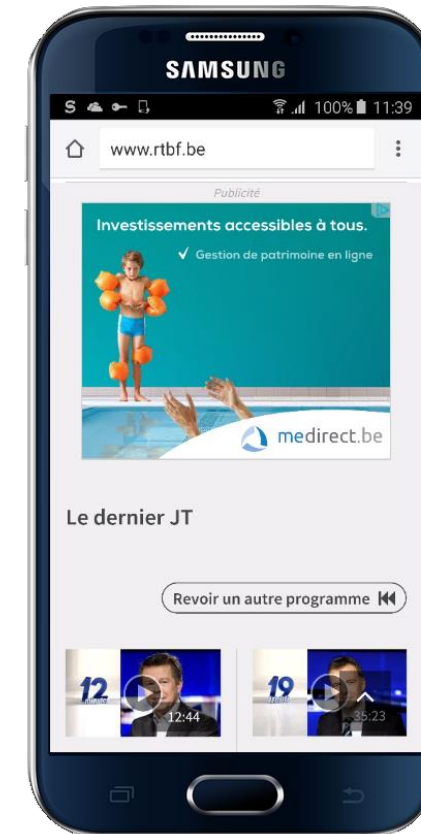 SAMSUNG
S 100% 11:39
www.rtbf.be
Publicité
Investissements accessibles à tous.
✓ Gestion de patrimoine en ligne
medirect.be
Le dernier JT
Revoir un autre programme
12
12:44
19
35:23